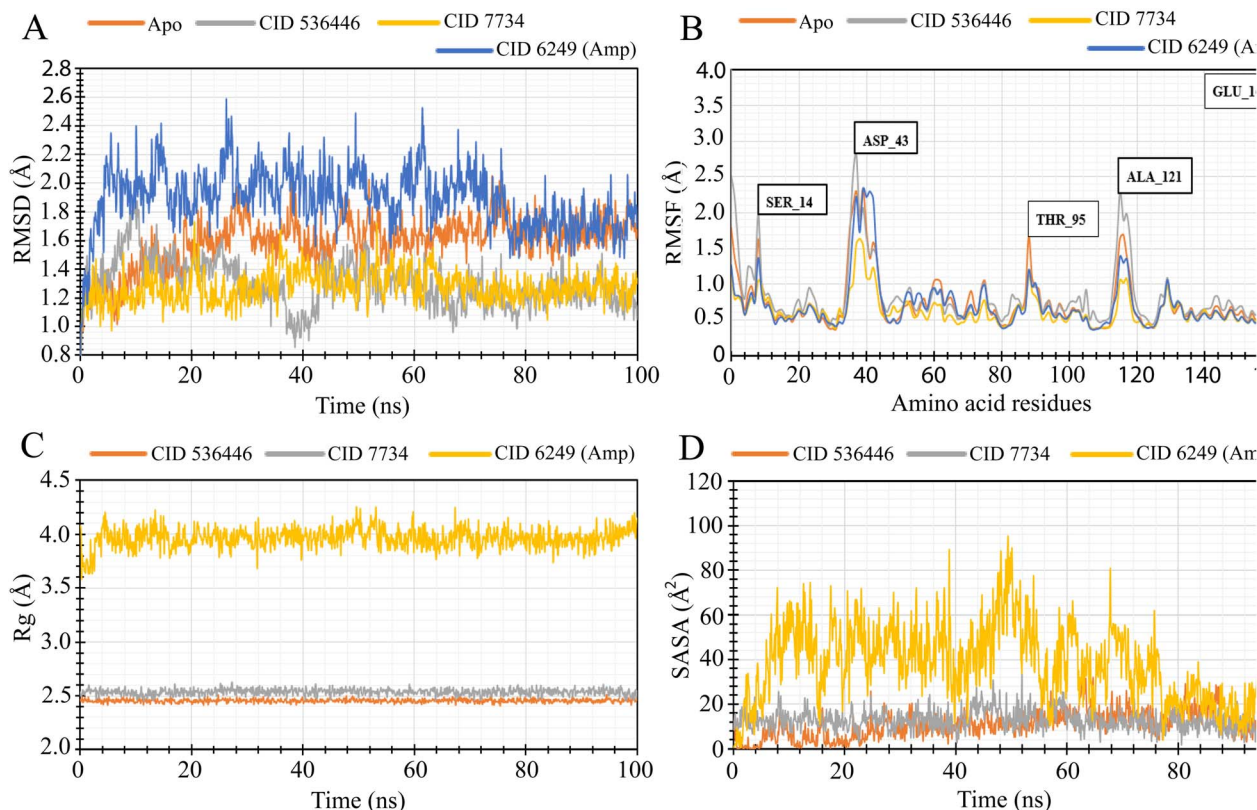 A
Apo
CID 536446
CID 7734
CID 6249 (Amp)
RMSD (Å)
2.8
2.6
2.4
2.2
2.0
1.8
1.6
1.4
1.2
1.0
0.8
0
20
40
60
80
100
Time (ns)
B
Apo
CID 536446
CID 7734
CID 6249 (A
RMSF (Å)
4.0
3.5
3.0
2.5
2.0
1.5
1.0
0.5
0
SER_14
ASP_43
THR_95
ALA_121
GLU_1
0
20
40
60
80
100
120
140
Amino acid residues
C
CID 536446
CID 7734
CID 6249 (Amp)
Rg (Å)
4.5
4.0
3.5
3.0
2.5
2.0
0
20
40
60
80
100
Time (ns)
D
CID 536446
CID 7734
CID 6249 (Am
SASA (Å²)
120
100
80
60
40
20
0
0
20
40
60
80
Time (ns)